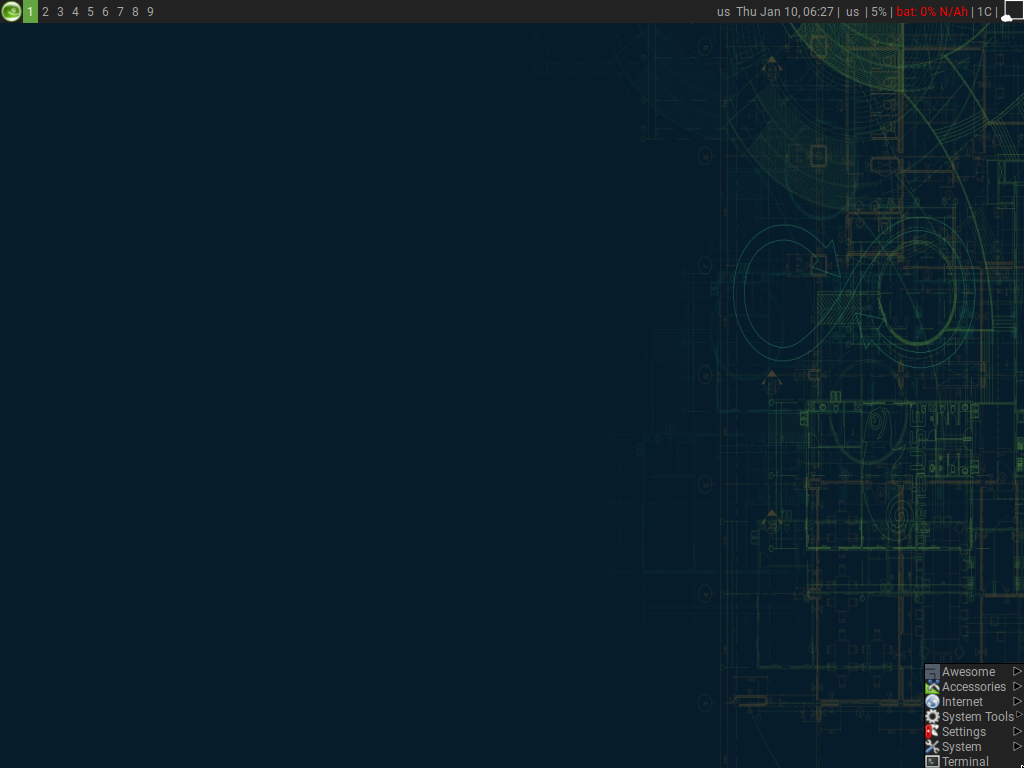 1 2 3 4 5 6 7 8 9 us Thu Jan 10, 06:27 | us | 5% | bat: 0% N/Ah | 1C |
Awesome
Accessories
Internet
System Tools
Settings
System
Terminal